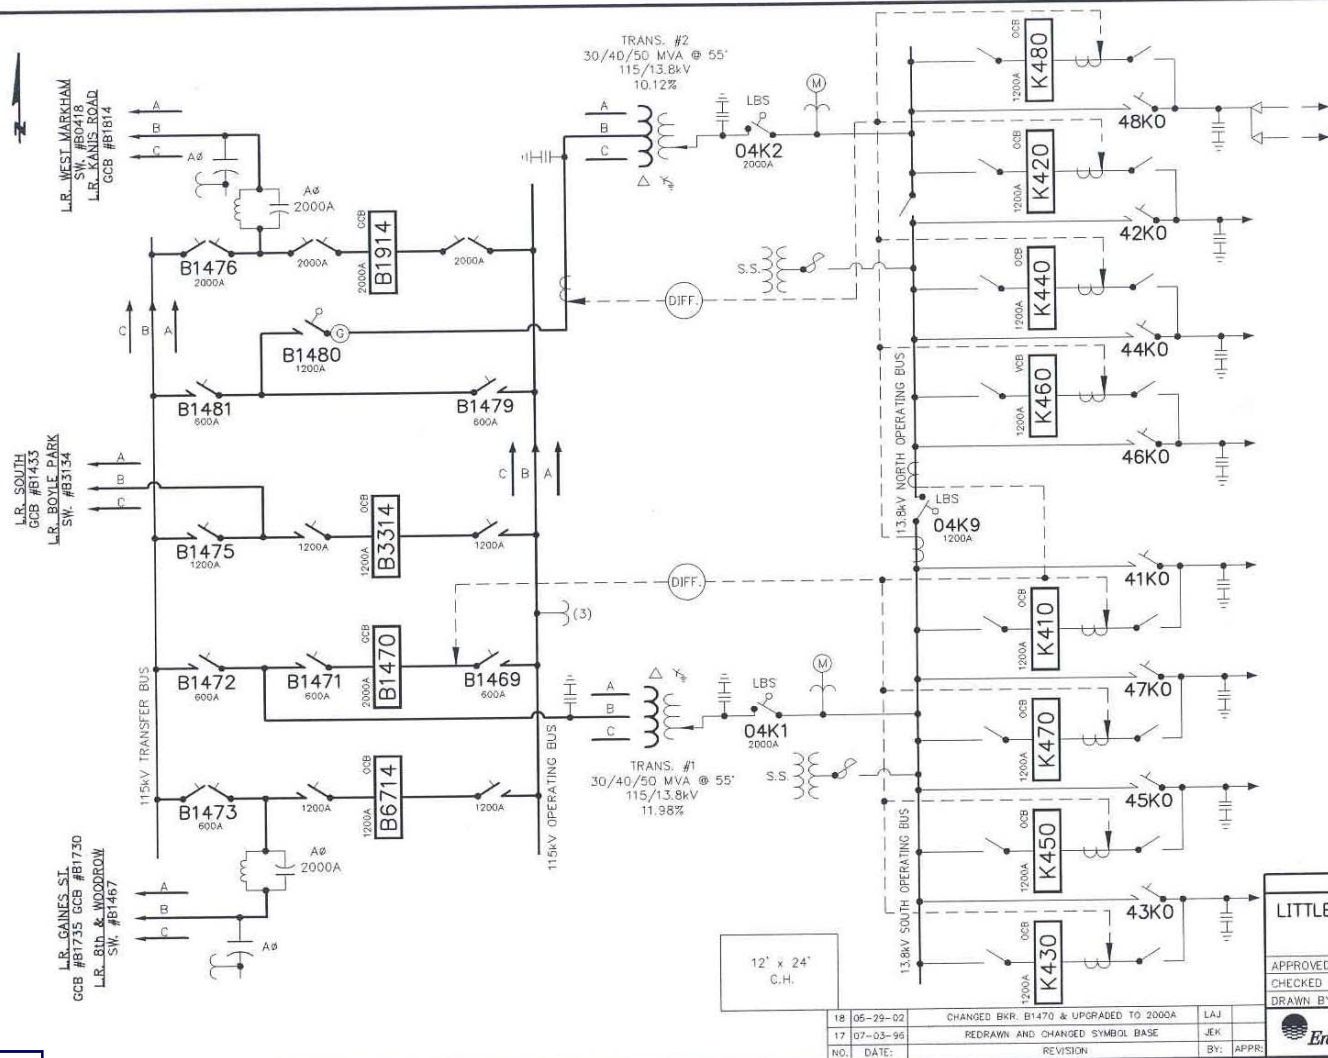 N
L.R. WEST MARKHAM
SW. #B0418
L.R. KANIS ROAD
GCB #B1814
A
B
C
AØ
AØ
2000A
B1476
2000A
2000A
2000A
OCB
B1914
2000A
C
B
A
B1480
1200A
G
B1481
600A
B1479
600A
C
B
A
L.R. SOUTH
GCB #B1433
L.R. BOYLE PARK
SW. #B3134
A
B
C
B1475
1200A
1200A
1200A
OCB
B3314
1200A
(3)
B1472
600A
B1471
600A
2000A
GCB
B1470
B1469
600A
115kV TRANSFER BUS
B1473
600A
1200A
1200A
OCB
B6714
1200A
115kV OPERATING BUS
AØ
2000A
L.R. GAINES ST.
GCB #B1735 GCB #B1730
L.R. 8th & WOODROW
SW. #B1467
A
B
C
AØ
TRANS. #2
30/40/50 MVA @ 55°
115/13.8kV
10.12%
A
B
C
LBS
04K2
2000A
M
S.S.
DIFF.
DIFF.
A
B
C
LBS
04K1
2000A
M
TRANS. #1
30/40/50 MVA @ 55°
115/13.8kV
11.98%
S.S.
13.8kV NORTH OPERATING BUS
LBS
04K9
1200A
13.8kV SOUTH OPERATING BUS
1200A
OCB
K480
48K0
1200A
OCB
K420
42K0
1200A
OCB
K440
44K0
1200A
VCB
K460
46K0
41K0
1200A
OCB
K410
47K0
1200A
OCB
K470
45K0
1200A
OCB
K450
43K0
1200A
OCB
K430
12' x 24'
C.H.
LITTLE
APPROVED
CHECKED
DRAWN BY
18 05-29-02 CHANGED BKR. B1470 & UPGRADED TO 2000A LAJ
17 07-03-96 REDRAWN AND CHANGED SYMBOL BASE JEK
NO. DATE: REVISION BY: APPR: